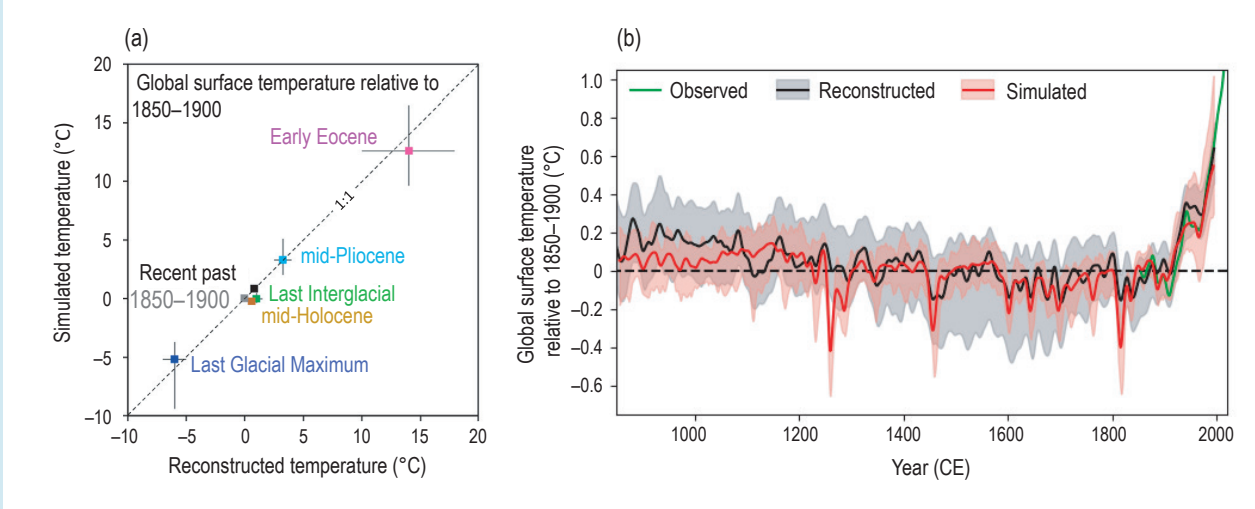 (a)
Global surface temperature relative to
1850–1900
Early Eocene
1:1
mid-Pliocene
Recent past
1850–1900
Last Interglacial
mid-Holocene
Last Glacial Maximum
20
15
10
5
0
–5
–10
Simulated temperature (°C)
–10 –5 0 5 10 15 20
Reconstructed temperature (°C)
(b)
Observed Reconstructed Simulated
1.0
0.8
0.6
0.4
0.2
0
–0.2
–0.4
–0.6
Global surface temperature
relative to 1850–1900 (°C)
1000 1200 1400 1600 1800 2000
Year (CE)